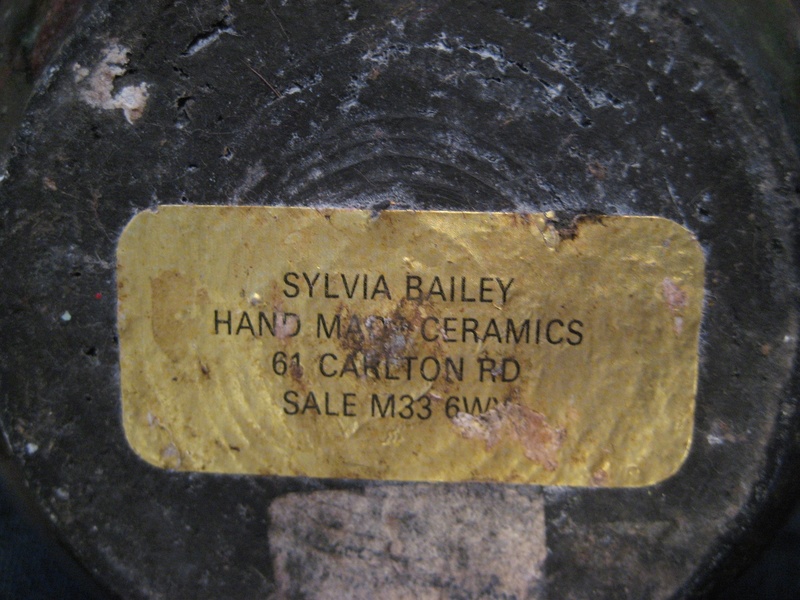 SYLVIA BAILEY
HAND MADE CERAMICS
61 CARLTON RD
SALE M33